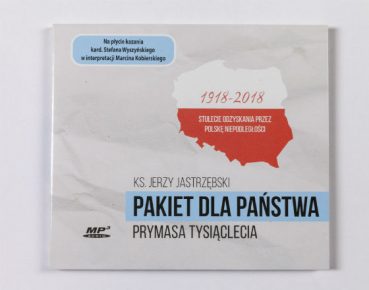 Na płycie kazania
kard. Stefana Wyszyńskiego
w interpretacji Marcina Kobierskiego
1918-2018
STULECIE ODZYSKANIA PRZEZ
POLSKĘ NIEPODLEGŁOŚCI
KS. JERZY JASTRZĘBSKI
PAKIET DLA PAŃSTWA
PRYMASA TYSIĄCLECIA
MP3
AUDIO